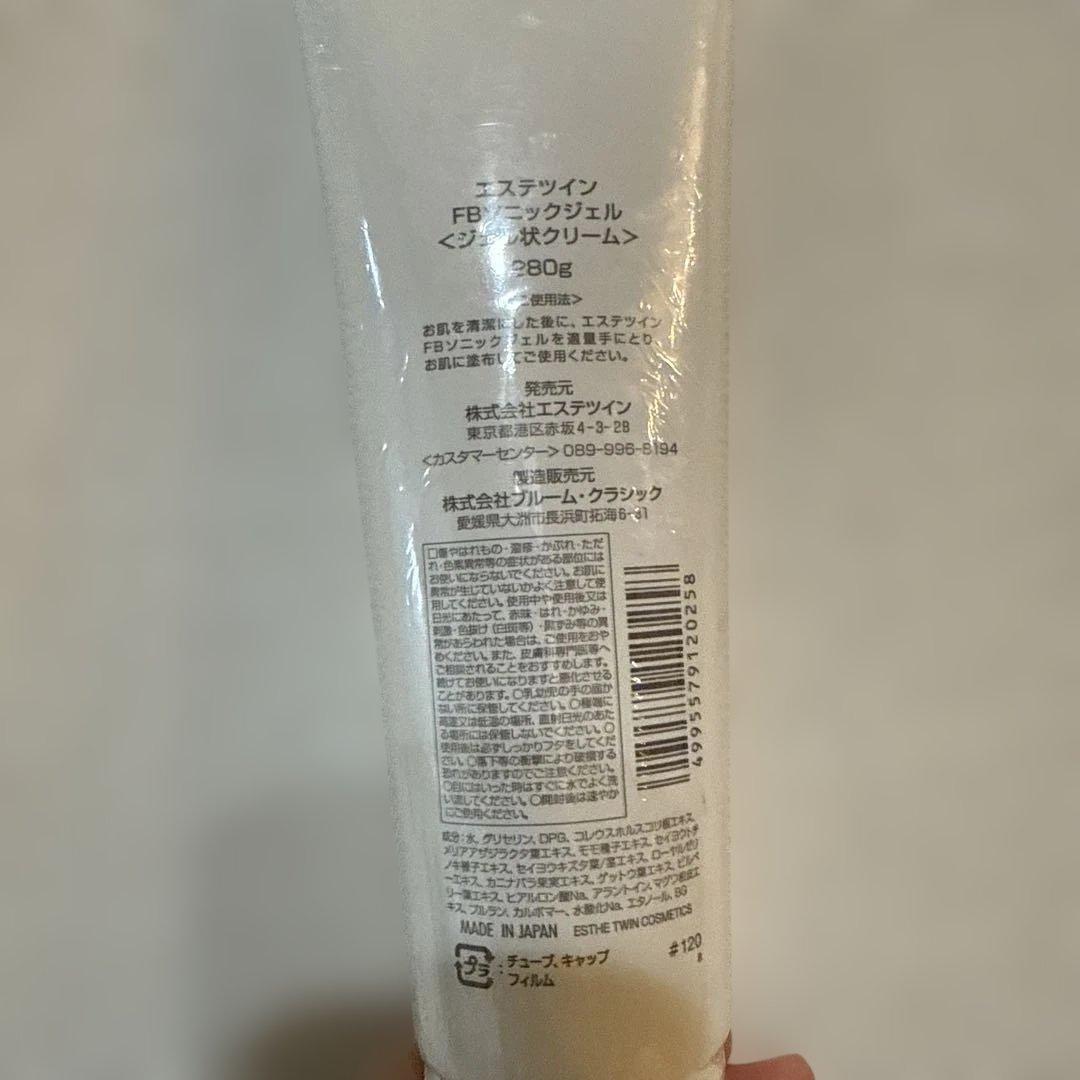 エステツイン
FBソニックジェル
<ジェル状クリーム>
280g
ご使用法>
お肌を清潔にした後に、エステツイン
FBソニックジェルを適量手にとり、
お肌に塗布してご使用ください。
発売元
株式会社エステツイン
東京都港区赤坂4-3-28
<カスタマーセンター> 089-996-8194
製造販売元
株式会社ブルーム・クラシック
愛媛県大洲市長浜町拓海6-31
□傷やはれもの・湿疹・かぶれ・ただ
れ・色素異常等の症状がある部位には
お使いにならないでください。お肌に
異常が生じていないかよく注意して使
用してください。使用中や使用後又は
日光にあたって、赤味・はれ・かゆみ・
刺激・色抜け(白斑等)・黒ずみ等の異
常があらわれた場合は、ご使用をおや
めください。また、皮膚科専門医等へ
ご相談されることをおすすめします。
続けてお使いになりますと悪化させる
ことがあります。〇乳幼児の手の届か
ない所に保管してください。〇極端に
高温又は低温の場所、直射日光のあた
る場所には保管しないでください。〇
使用後は必ずしっかりフタをしてくだ
さい。〇落下等の衝撃により破損する
恐れがありますのでご注意ください。
〇目にはいった時はすぐに水でよく洗
い流してください。〇開封後は速やか
にご使用ください。
4995579120258
成分:水、グリセリン、DPG、コレウスホルスコリ根エキス、
メリアアザジラクタ葉エキス、モモ種子エキス、セイヨウトチ
ノキ種子エキス、セイヨウキズタ葉/茎エキス、ローヤルゼリ
ーエキス、カニナバラ果実エキス、ゲットウ葉エキス、ビルベ
リー葉エキス、ヒアルロン酸Na、アラントイン、マグワ根皮エ
キス、プルラン、カルボマー、水酸化Na、エタノール、BG
MADE IN JAPAN ESTHE TWIN COSMETICS
プラ : チューブ、キャップ #120
フィルム